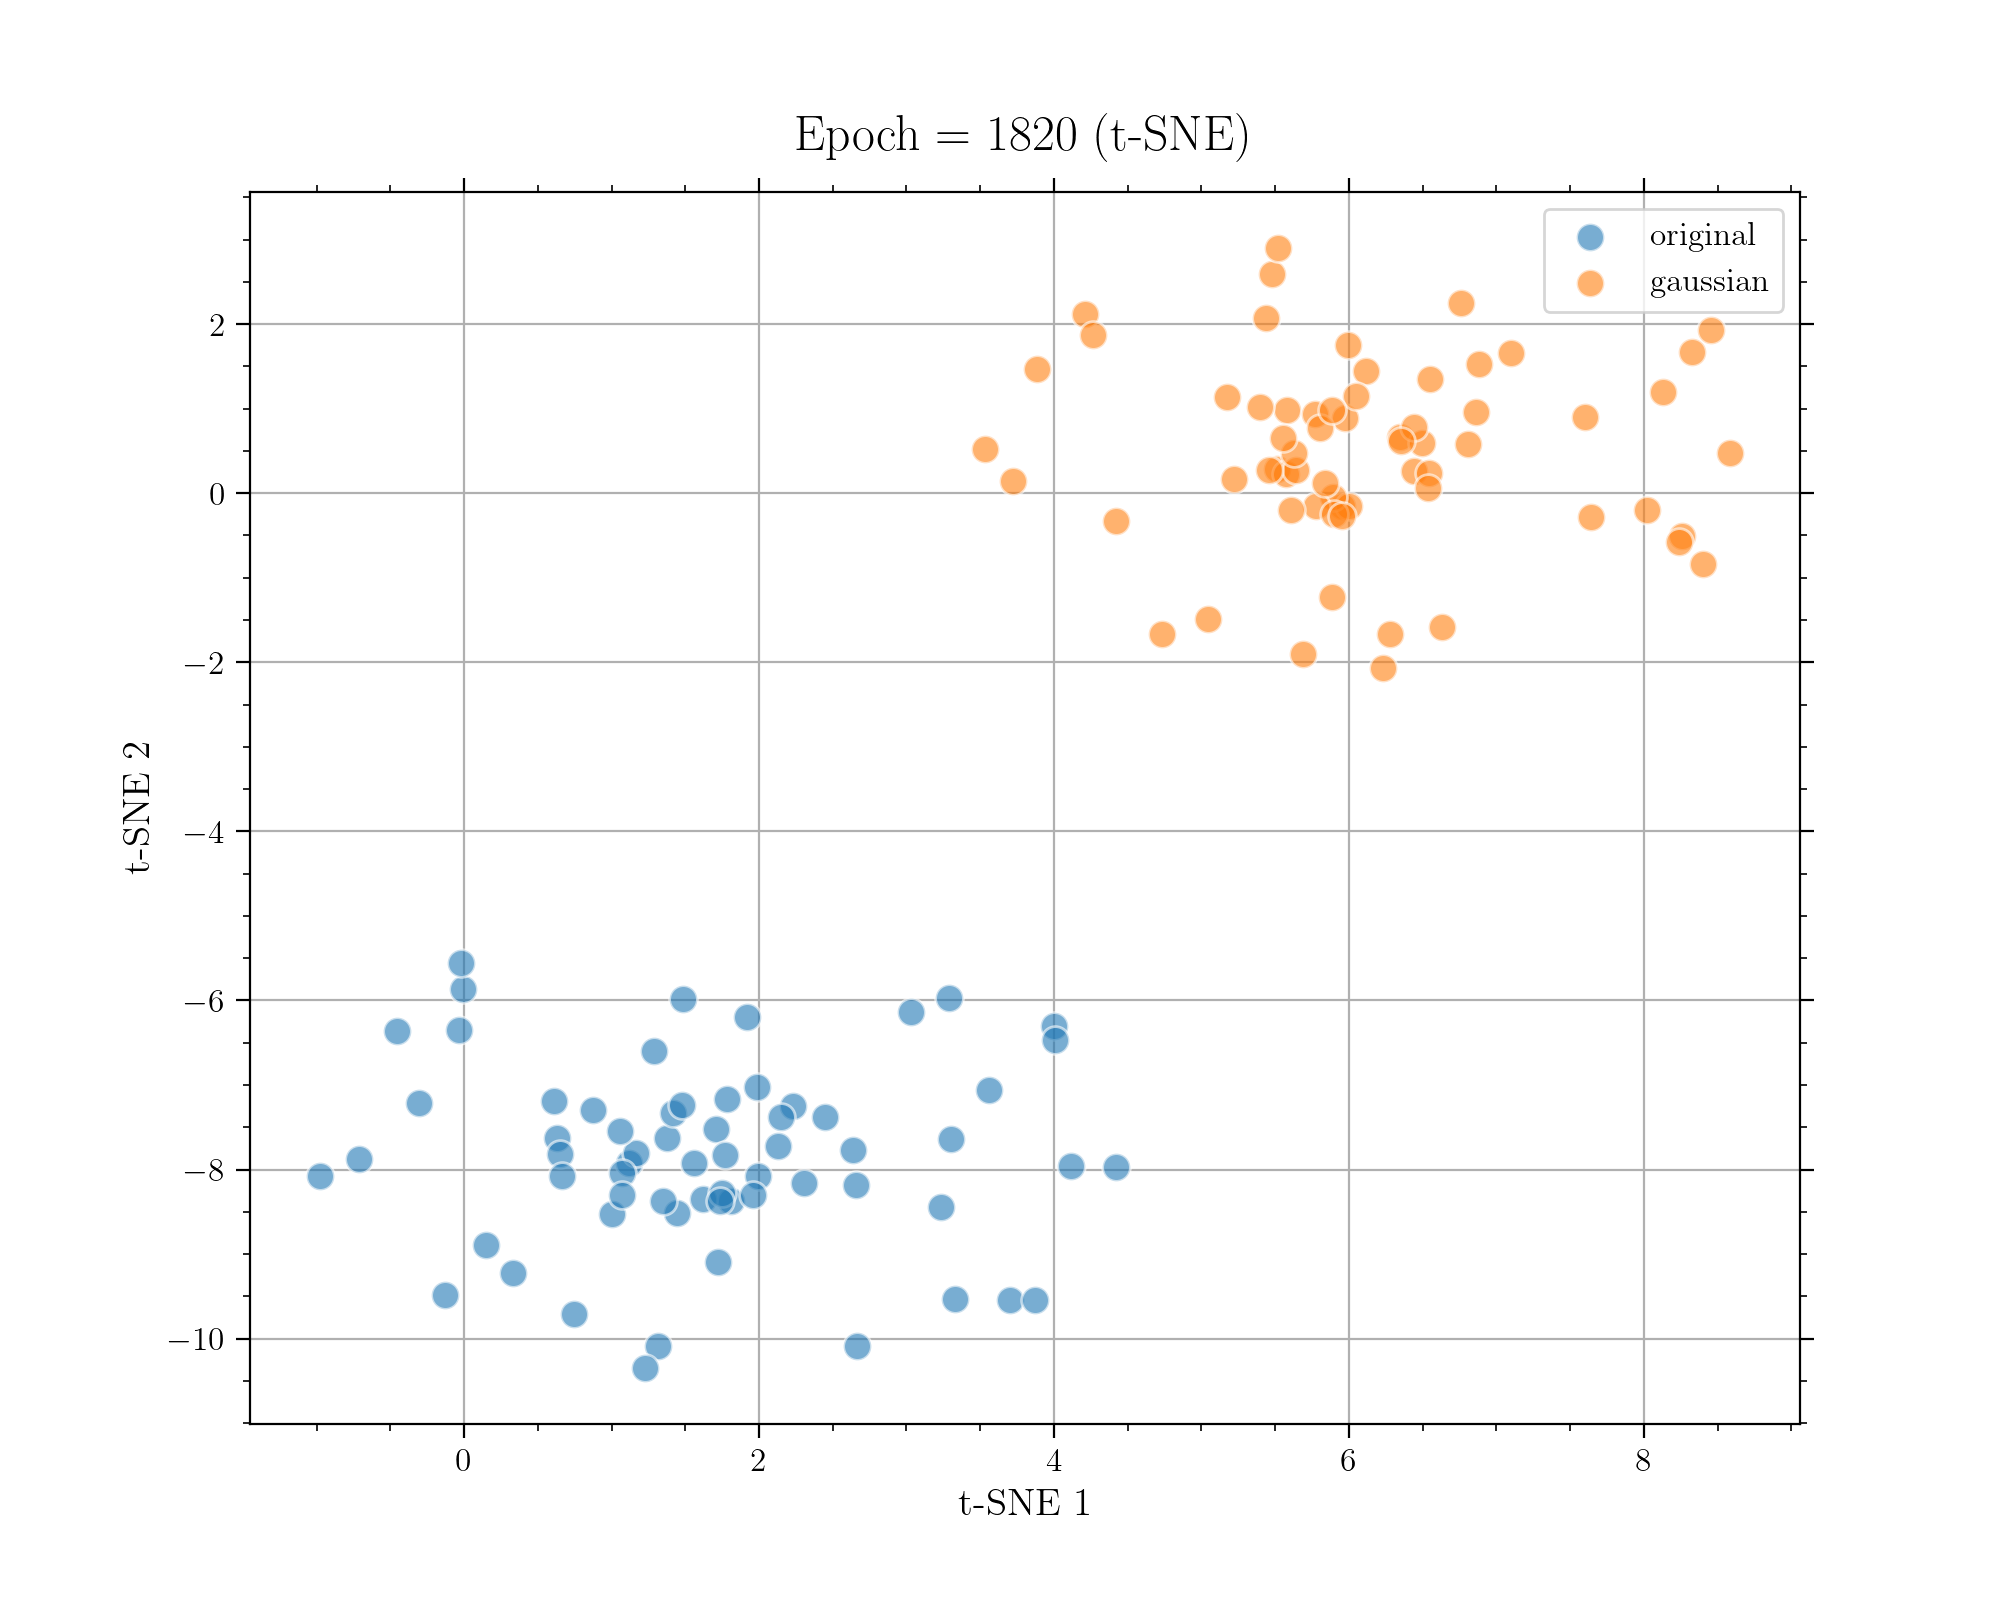 Epoch = 1820 (t-SNE)
original
gaussian
2
0
−2
−4
−6
−8
−10
t-SNE 2
0 2 4 6 8
t-SNE 1